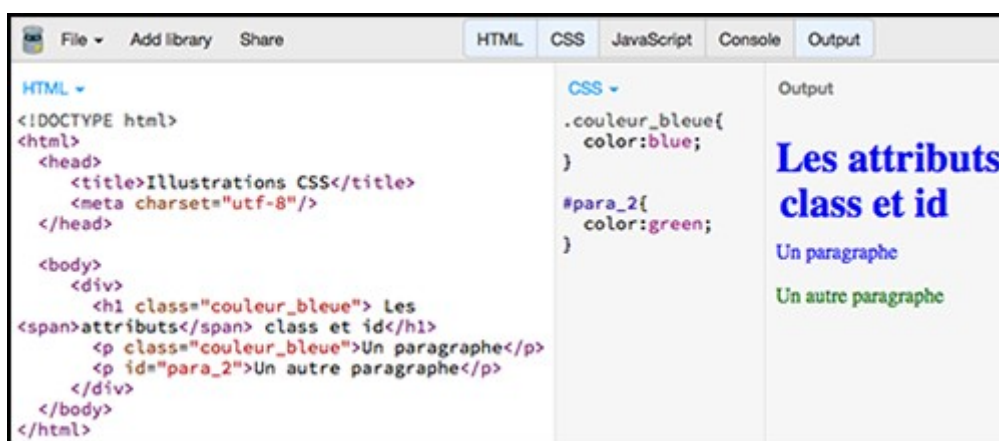 File Add library Share HTML CSS JavaScript Console Output
HTML
<!DOCTYPE html>
<html>
<head>
<title>Illustrations CSS</title>
<meta charset="utf-8"/>
</head>
<body>
<div>
<h1 class="couleur_bleue"> Les
<span>attributs</span> class et id</h1>
<p class="couleur_bleue">Un paragraphe</p>
<p id="para_2">Un autre paragraphe</p>
</div>
</body>
</html>
CSS
.couleur_bleue{
color:blue;
}
#para_2{
color:green;
}
Output
Les attributs
class et id
Un paragraphe
Un autre paragraphe